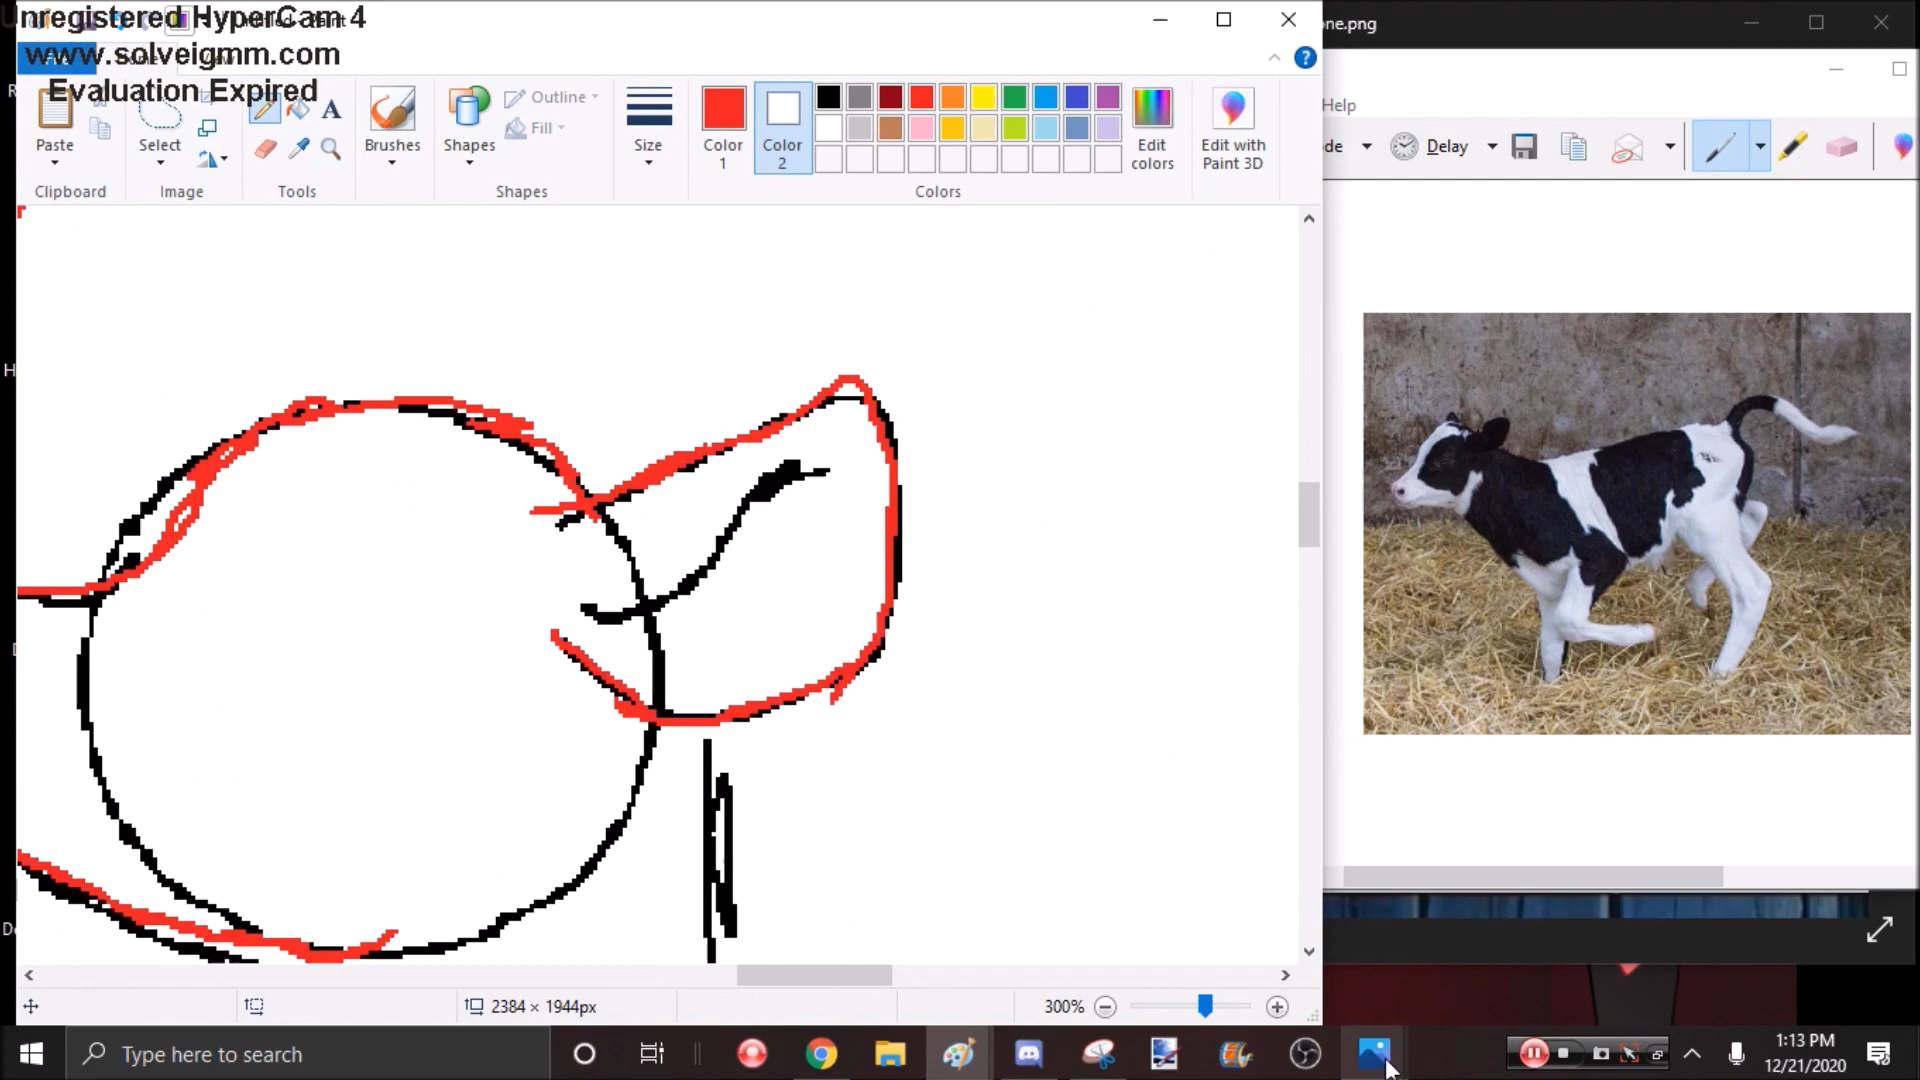 Unregistered HyperCam 4
www.solveigmm.com
Evaluation Expired
one.png
Help
Paste
Select
Outline
Fill
Brushes
Shapes
Size
Color 1
Color 2
Edit colors
Edit with Paint 3D
Clipboard
Image
Tools
Shapes
Colors
Delay
2384 × 1944px
300%
Type here to search
1:13 PM
12/21/2020